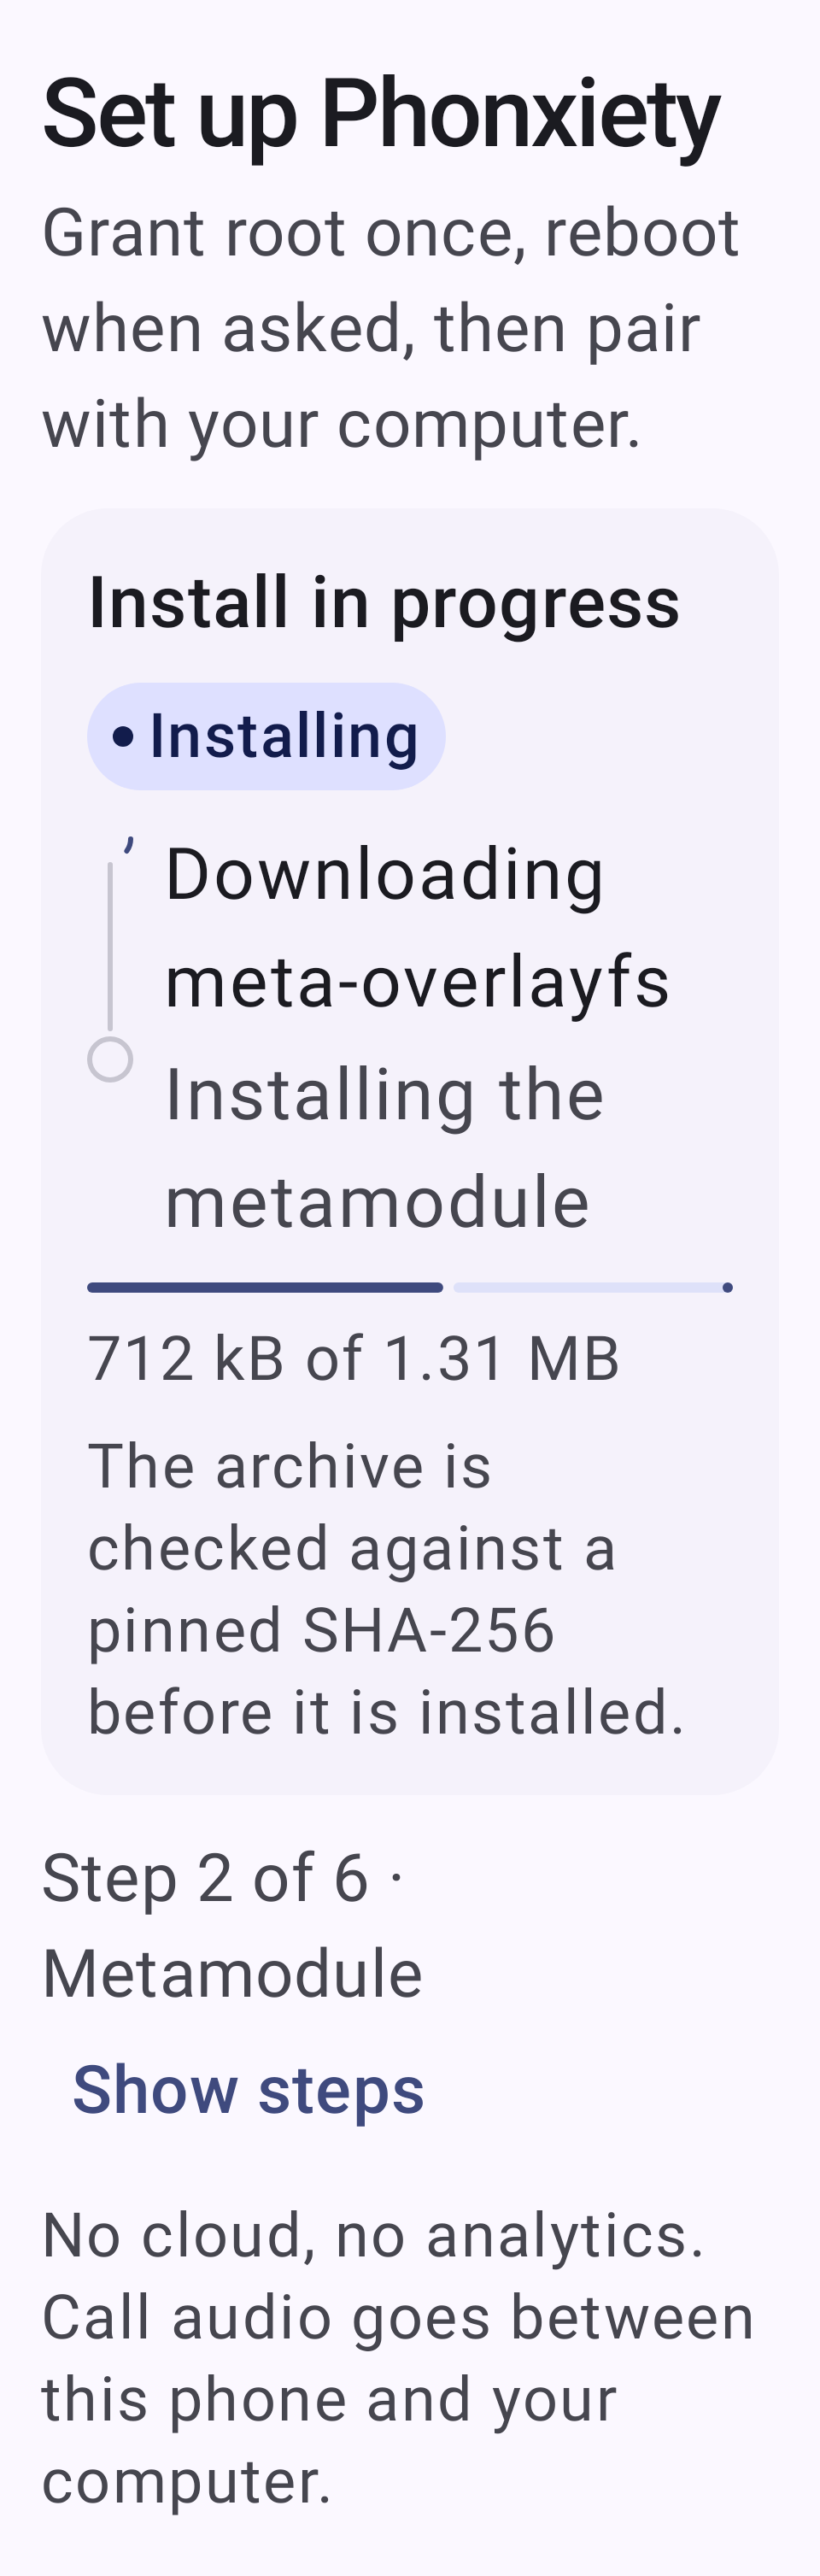 Set up Phonxiety
Grant root once, reboot
when asked, then pair
with your computer.
Install in progress
Installing
Downloading
meta-overlayfs
Installing the
metamodule
712 kB of 1.31 MB
The archive is
checked against a
pinned SHA-256
before it is installed.
Step 2 of 6 ·
Metamodule
Show steps
No cloud, no analytics.
Call audio goes between
this phone and your
computer.